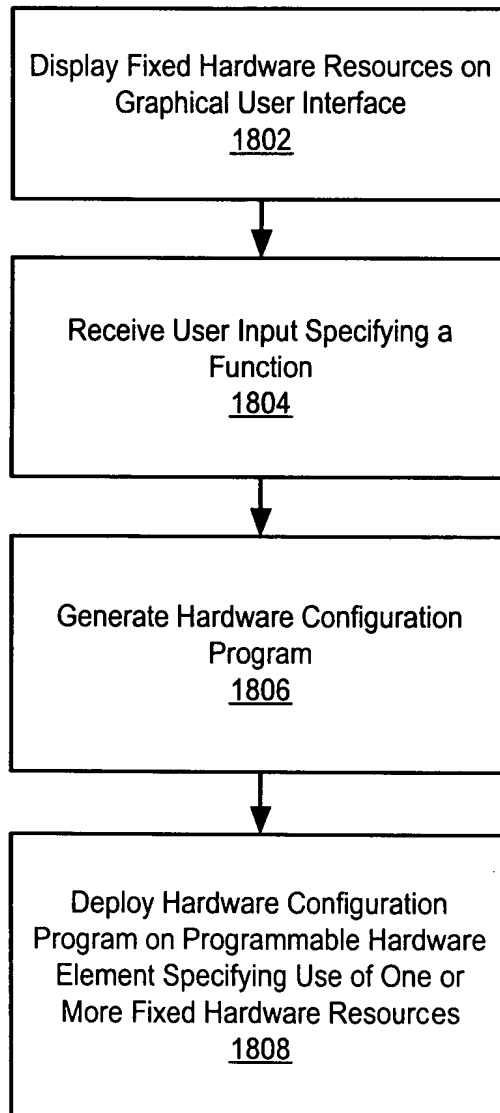 Display Fixed Hardware Resources on
Graphical User Interface
1802
Receive User Input Specifying a
Function
1804
Generate Hardware Configuration
Program
1806
Deploy Hardware Configuration
Program on Programmable Hardware
Element Specifying Use of One or
More Fixed Hardware Resources
1808